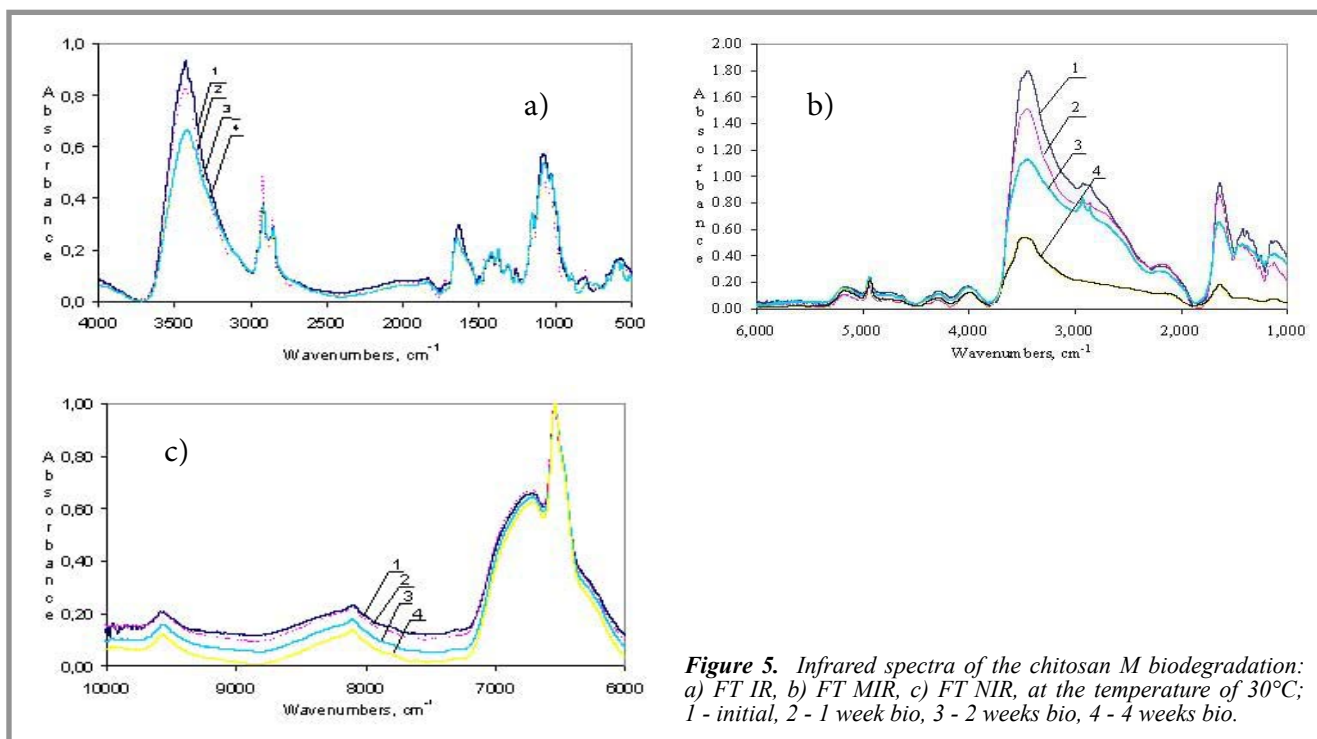 1,0
0,8
0,6
0,4
0,2
0,0
Absorbance
1
2
3
4
a)
4000 3500 3000 2500 2000 1500 1000 500
Wavenumbers, cm-1
2.00
1.80
1.60
1.40
1.20
1.00
0.80
0.60
0.40
0.20
0.00
Absorbance
b)
1
2
3
4
6,000 5,000 4,000 3,000 2,000 1,000
Wavenumbers, cm-1
1,00
0,80
0,60
0,40
0,20
0,00
Absorbance
c)
1
2
3
4
10000 9000 8000 7000 6000
Wavenumbers, cm-1
Figure 5. Infrared spectra of the chitosan M biodegradation:
a) FT IR, b) FT MIR, c) FT NIR, at the temperature of 30°C;
1 - initial, 2 - 1 week bio, 3 - 2 weeks bio, 4 - 4 weeks bio.